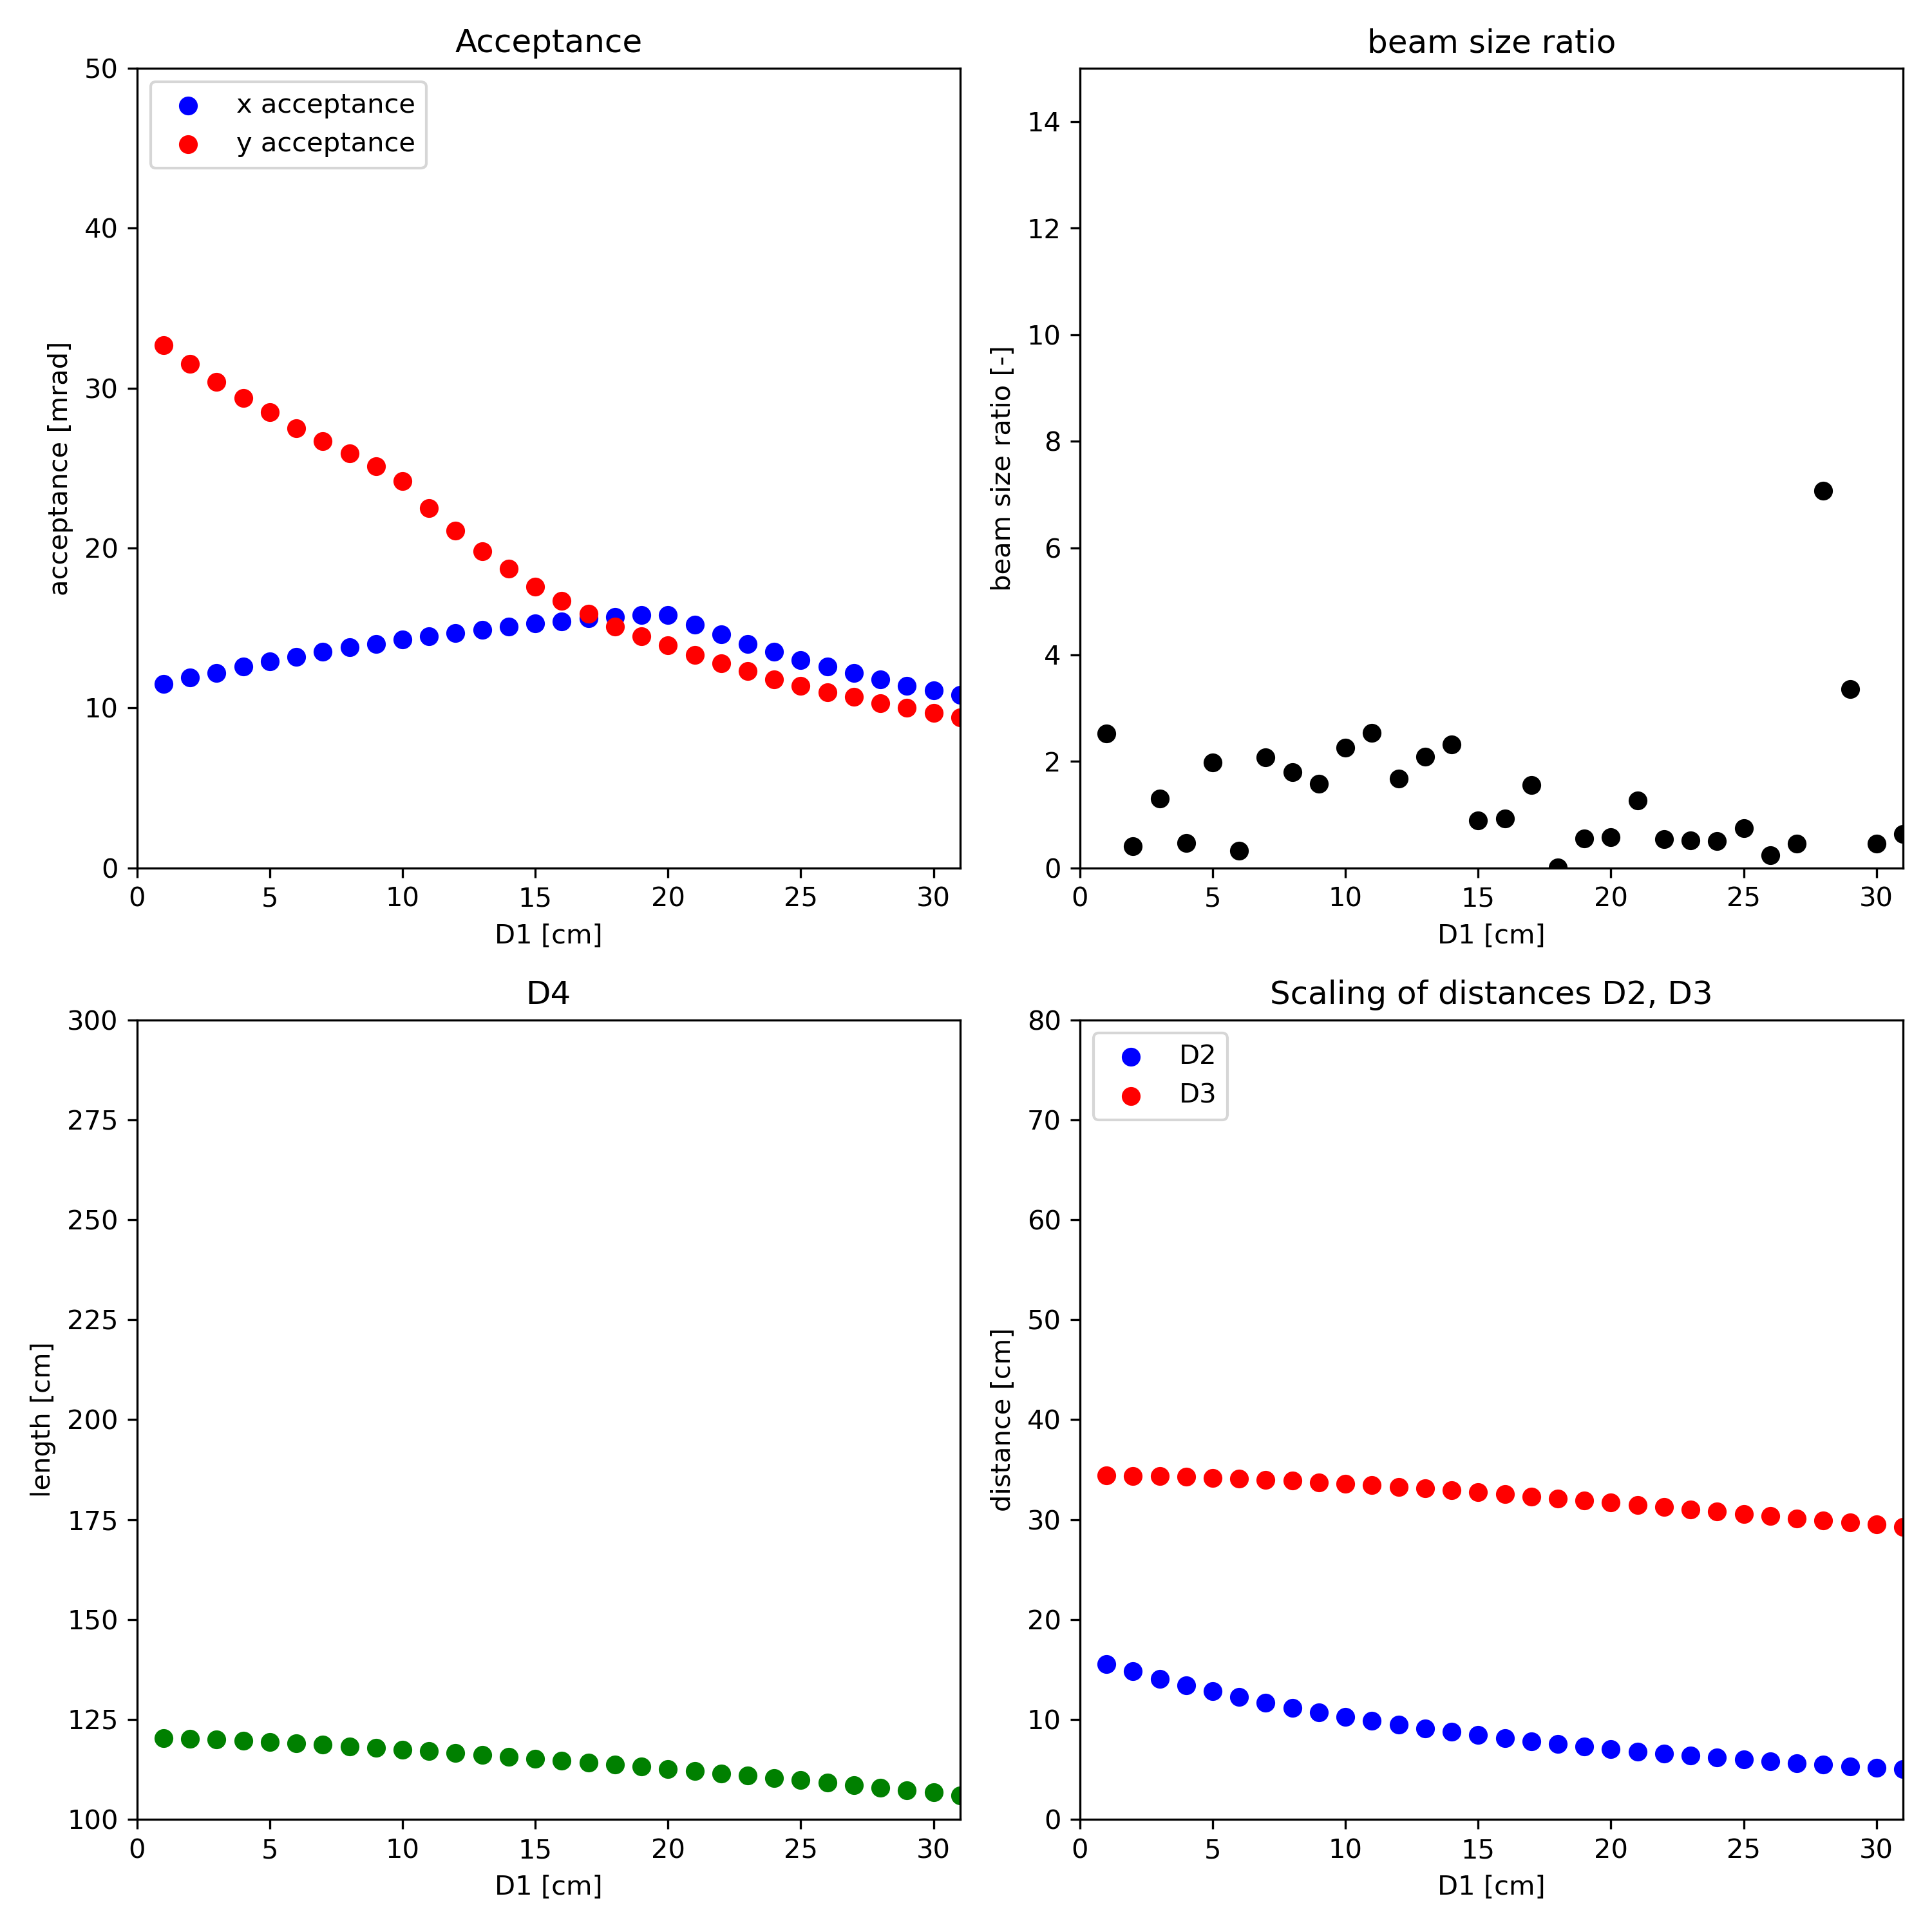 Acceptance
50
40
30
20
10
0
acceptance [mrad]
x acceptance
y acceptance
0 5 10 15 20 25 30
D1 [cm]
beam size ratio
14
12
10
8
6
4
2
0
beam size ratio [-]
0 5 10 15 20 25 30
D1 [cm]
D4
300
275
250
225
200
175
150
125
100
length [cm]
0 5 10 15 20 25 30
D1 [cm]
Scaling of distances D2, D3
80
70
60
50
40
30
20
10
0
distance [cm]
D2
D3
0 5 10 15 20 25 30
D1 [cm]